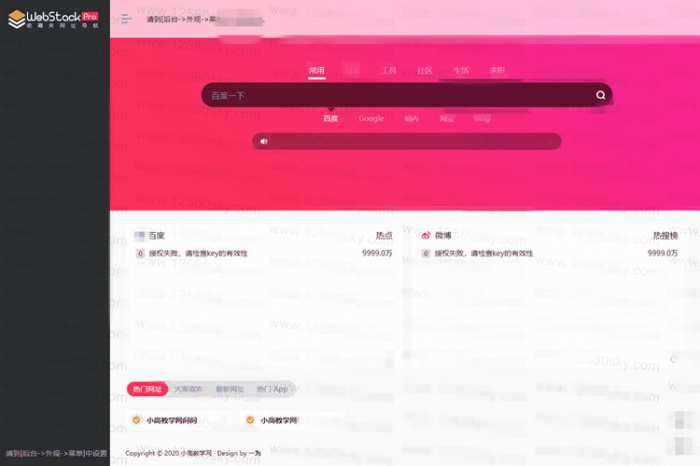 WebStack Pro
收藏夹网址导航
请到[后台->外观->菜
常用 工具 社区 生活 求职
百度一下
百度 Google 站内 淘宝 Bing
百度 热点
0 授权失败，请检查key的有效性 9999.0万
微博 热搜榜
0 授权失败，请检查key的有效性 9999.0万
热门网址 大家喜欢 最新网址 热门 App
小高教学网问问 小高教学网
请到[后台->外观->菜单]中设置
Copyright © 2020 小高教学网 Design by 一为
www.12580sky.com